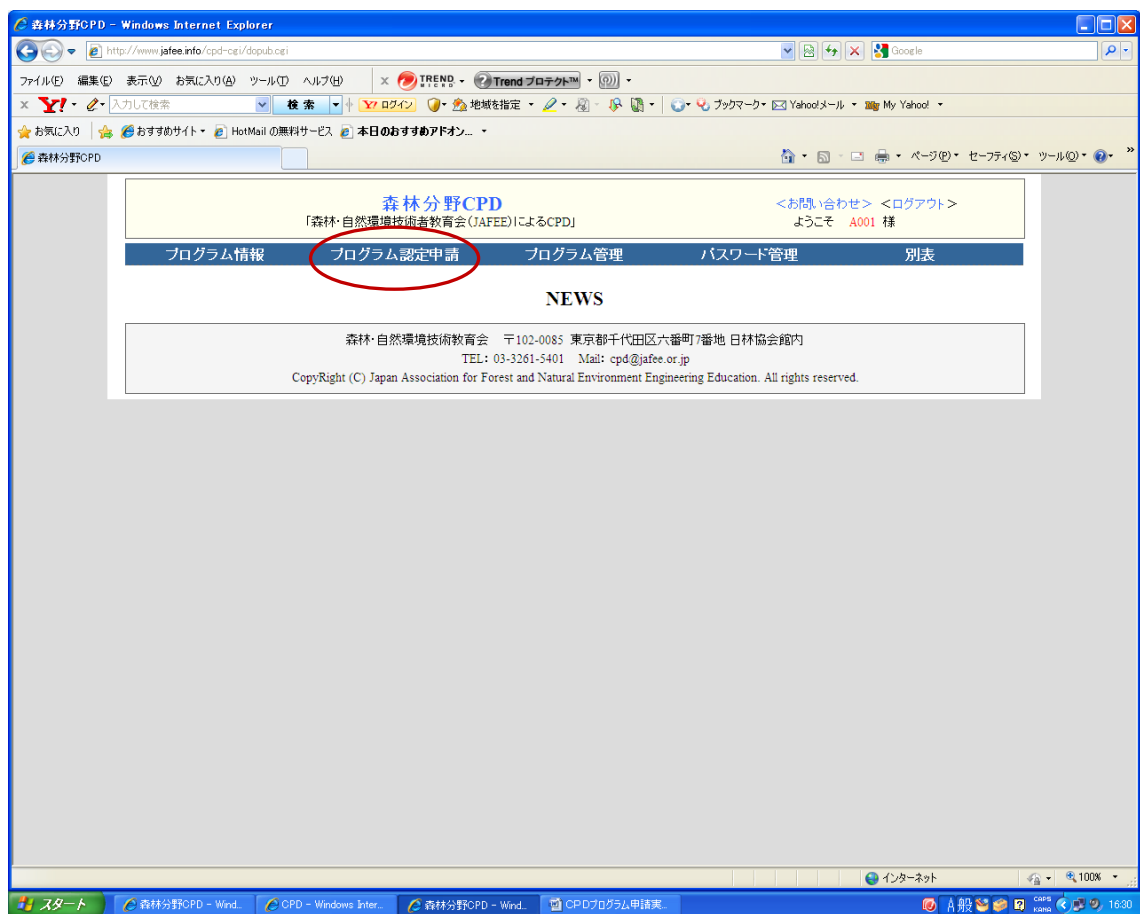 森林分野CPD - Windows Internet Explorer
http://www.jafee.info/cpd-cgi/dopub.cgi
Google
ファイル(F) 編集(E) 表示(V) お気に入り(A) ツール(T) ヘルプ(H) x TREND MICRO Trend プロテクト™
x Y! 入力して検索 検索 Y! ログイン 地域を指定 ブックマーク Yahoo!メール My Yahoo!
お気に入り おすすめサイト HotMail の無料サービス 本日のおすすめアドオン...
森林分野CPD ページ(P) セーフティ(S) ツール(O) »
森林分野CPD
「森林・自然環境技術者教育会(JAFEE)によるCPD」
<お問い合わせ> <ログアウト>
ようこそ A001 様
プログラム情報 プログラム認定申請 プログラム管理 パスワード管理 別表
NEWS
森林・自然環境技術教育会 〒102-0085 東京都千代田区六番町7番地 日林協会館内
TEL: 03-3261-5401 Mail: cpd@jafee.or.jp
CopyRight (C) Japan Association for Forest and Natural Environment Engineering Education. All rights reserved.
インターネット 100%
スタート 森林分野CPD - Wind... CPD - Windows Inter... 森林分野CPD - Wind... CPDプログラム申請実... A 般 CAPS KANA 16:30